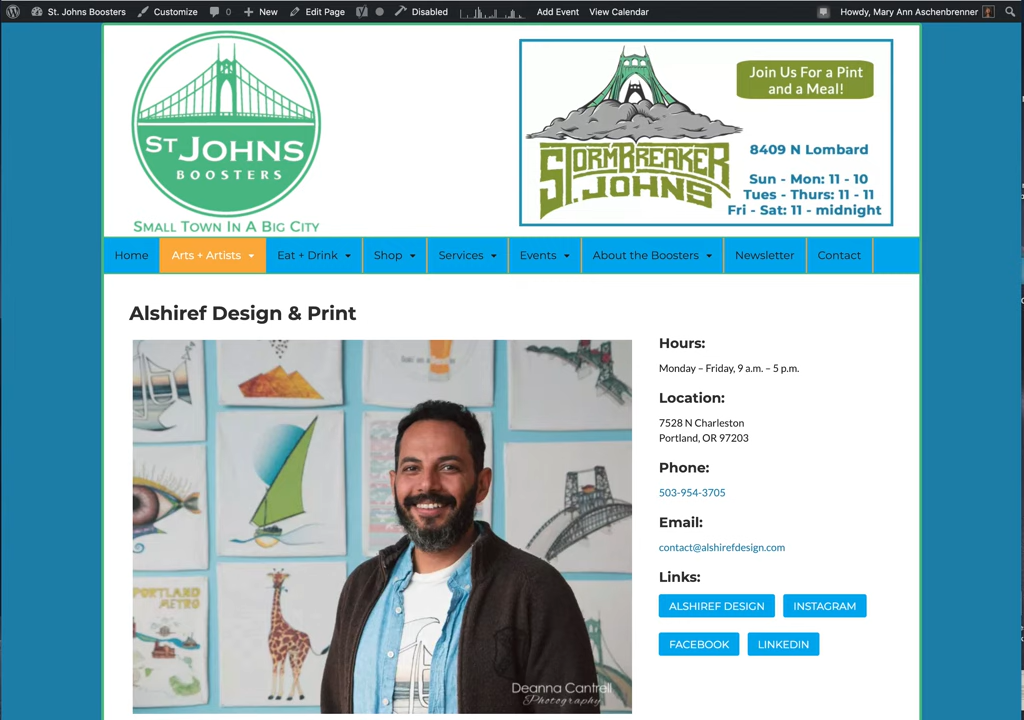 St. Johns Boosters
Customize
0
New
Edit Page
Disabled
Add Event
View Calendar
Howdy, Mary Ann Aschenbrenner
ST JOHNS
BOOSTERS
SMALL TOWN IN A BIG CITY
Join Us For a Pint
and a Meal!
STORMBREAKER
ST. JOHNS
8409 N Lombard
Sun - Mon: 11 - 10
Tues - Thurs: 11 - 11
Fri - Sat: 11 - midnight
Home
Arts + Artists
Eat + Drink
Shop
Services
Events
About the Boosters
Newsletter
Contact
Alshiref Design & Print
PORTLAND
METRO
Deanna Cantrell
Photography
Hours:
Monday – Friday, 9 a.m. – 5 p.m.
Location:
7528 N Charleston
Portland, OR 97203
Phone:
503-954-3705
Email:
contact@alshirefdesign.com
Links:
ALSHIREF DESIGN
INSTAGRAM
FACEBOOK
LINKEDIN